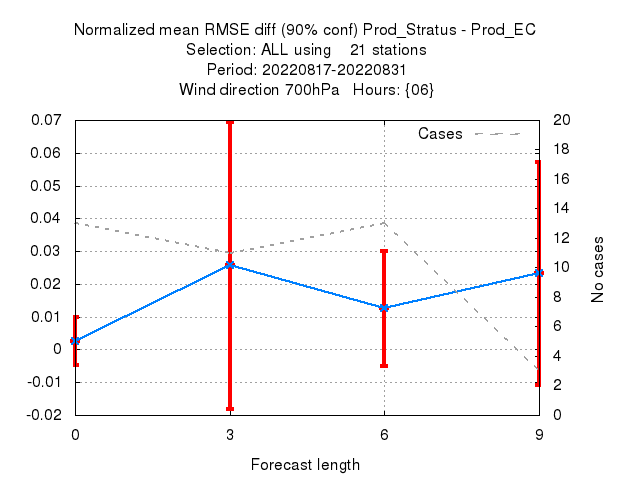 Normalized mean RMSE diff (90% conf) Prod_Stratus - Prod_EC
Selection: ALL using    21 stations
Period: 20220817-20220831
Wind direction 700hPa   Hours: {06}
Cases
0.07
0.06
0.05
0.04
0.03
0.02
0.01
0
-0.01
-0.02
20
18
16
14
12
10
8
6
4
2
0
No cases
0 3 6 9
Forecast length